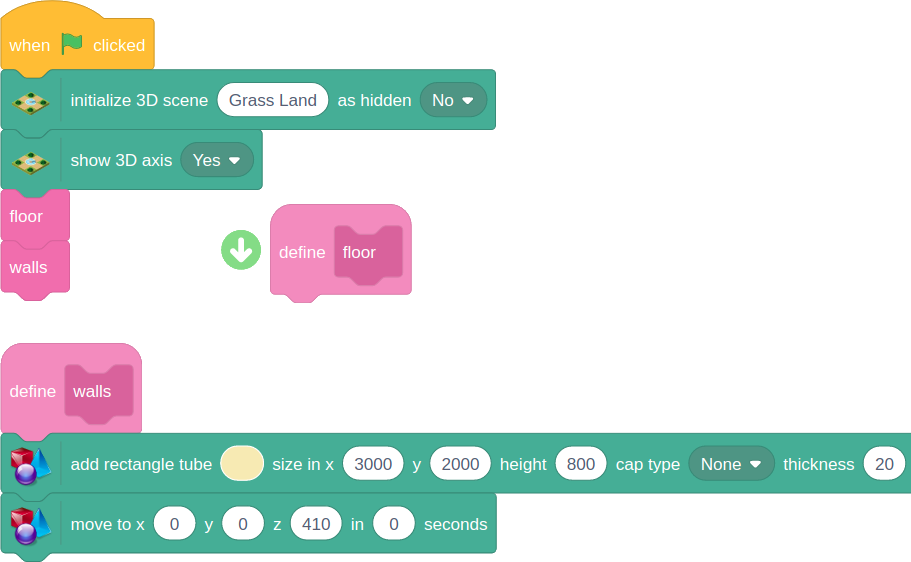 when clicked
initialize 3D scene Grass Land as hidden No
show 3D axis Yes
floor
define floor
walls
define walls
add rectangle tube size in x 3000 y 2000 height 800 cap type None thickness 20
move to x 0 y 0 z 410 in 0 seconds